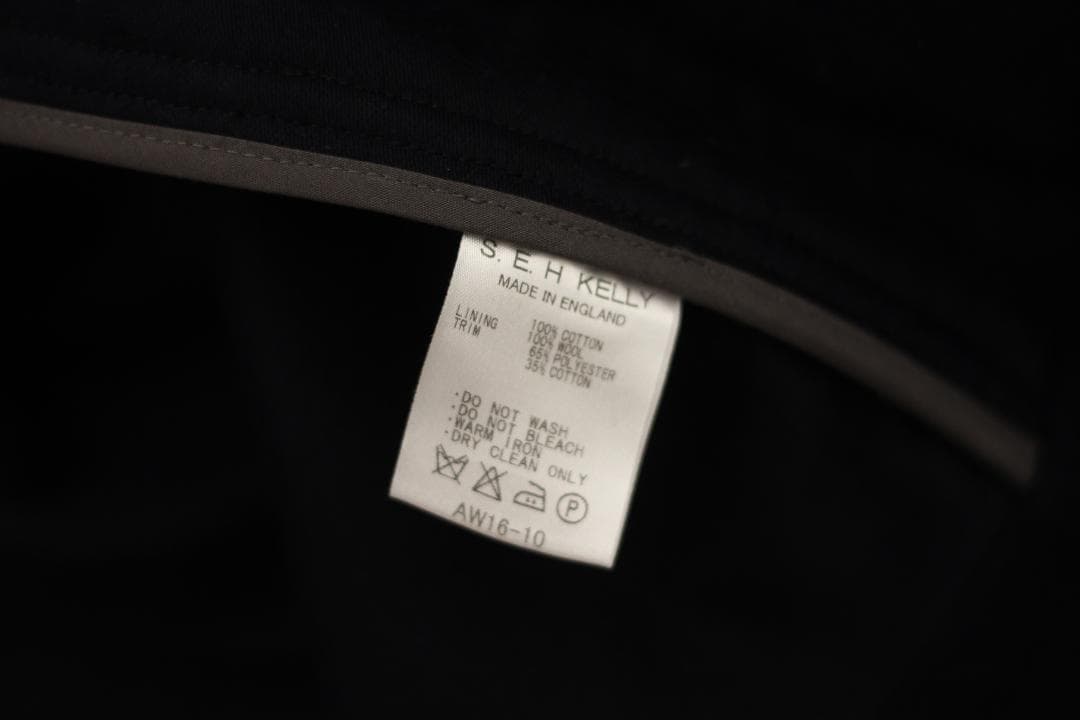 S. E. H KELLY
MADE IN ENGLAND
100% COTTON
LINING 100% WOOL
TRIM 65% POLYESTER
35% COTTON
·DO NOT WASH
·DO NOT BLEACH
·WARM IRON
·DRY CLEAN ONLY
P
AW16-10